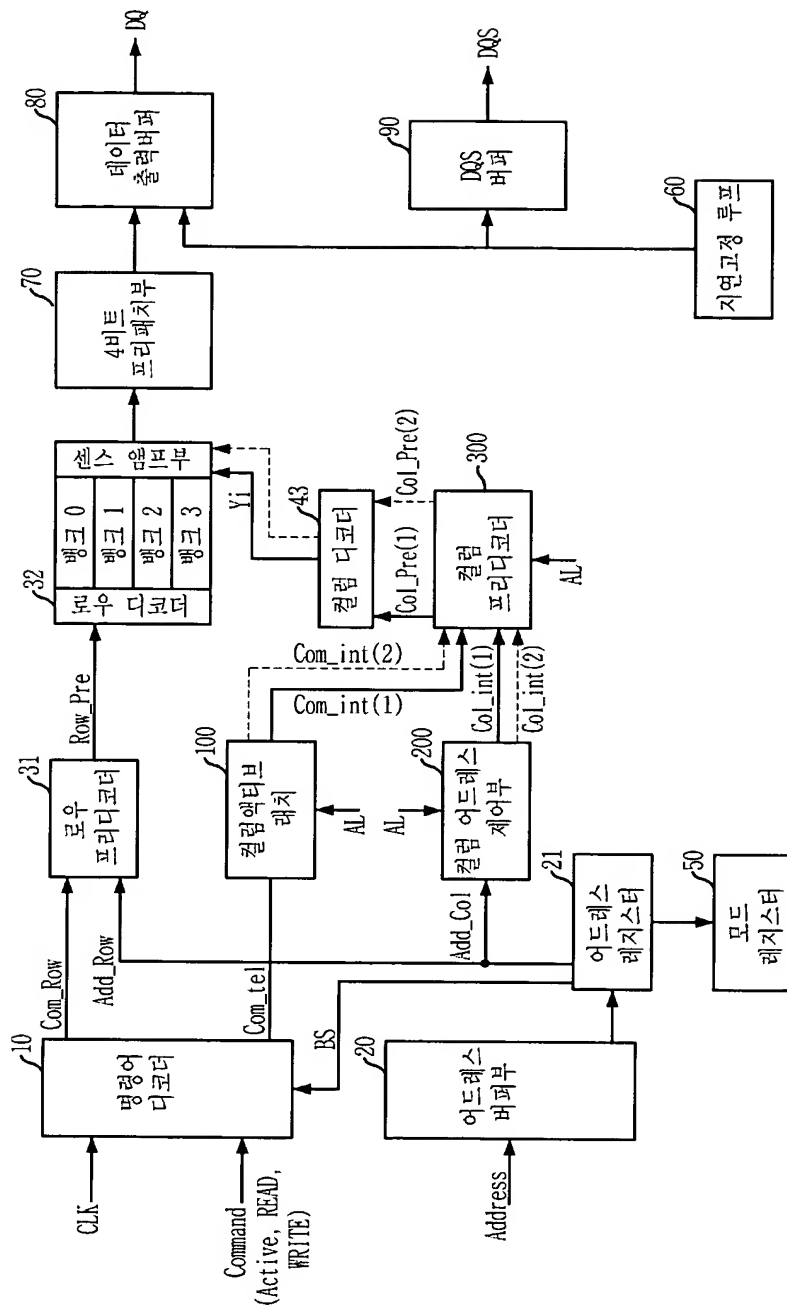 CLK
Command
(Active, READ,
WRITE)
10
명령어
디코더
Com_Row
Add_Row
Com_tel
BS
Address
20
어드레스
버퍼부
21
어드레스
레지스터
50
모드
레지스터
31
로우
프리디코더
Row_Pre
100
컬럼액티브
래치
AL
AL
Add_Col
200
컬럼 어드레스
제어부
Com_int(2)
Com_int(1)
Col_int(1)
Col_int(2)
32
로우 디코더
뱅크 0
뱅크 1
뱅크 2
뱅크 3
센스 앰프부
Yi
43
컬럼 디코더
Col_Pre(1)
Col_Pre(2)
300
컬럼
프리디코더
AL
70
4비트
프리패치부
80
데이터
출력버퍼
DQ
90
DQS
버퍼
DQS
60
지연고정 루프